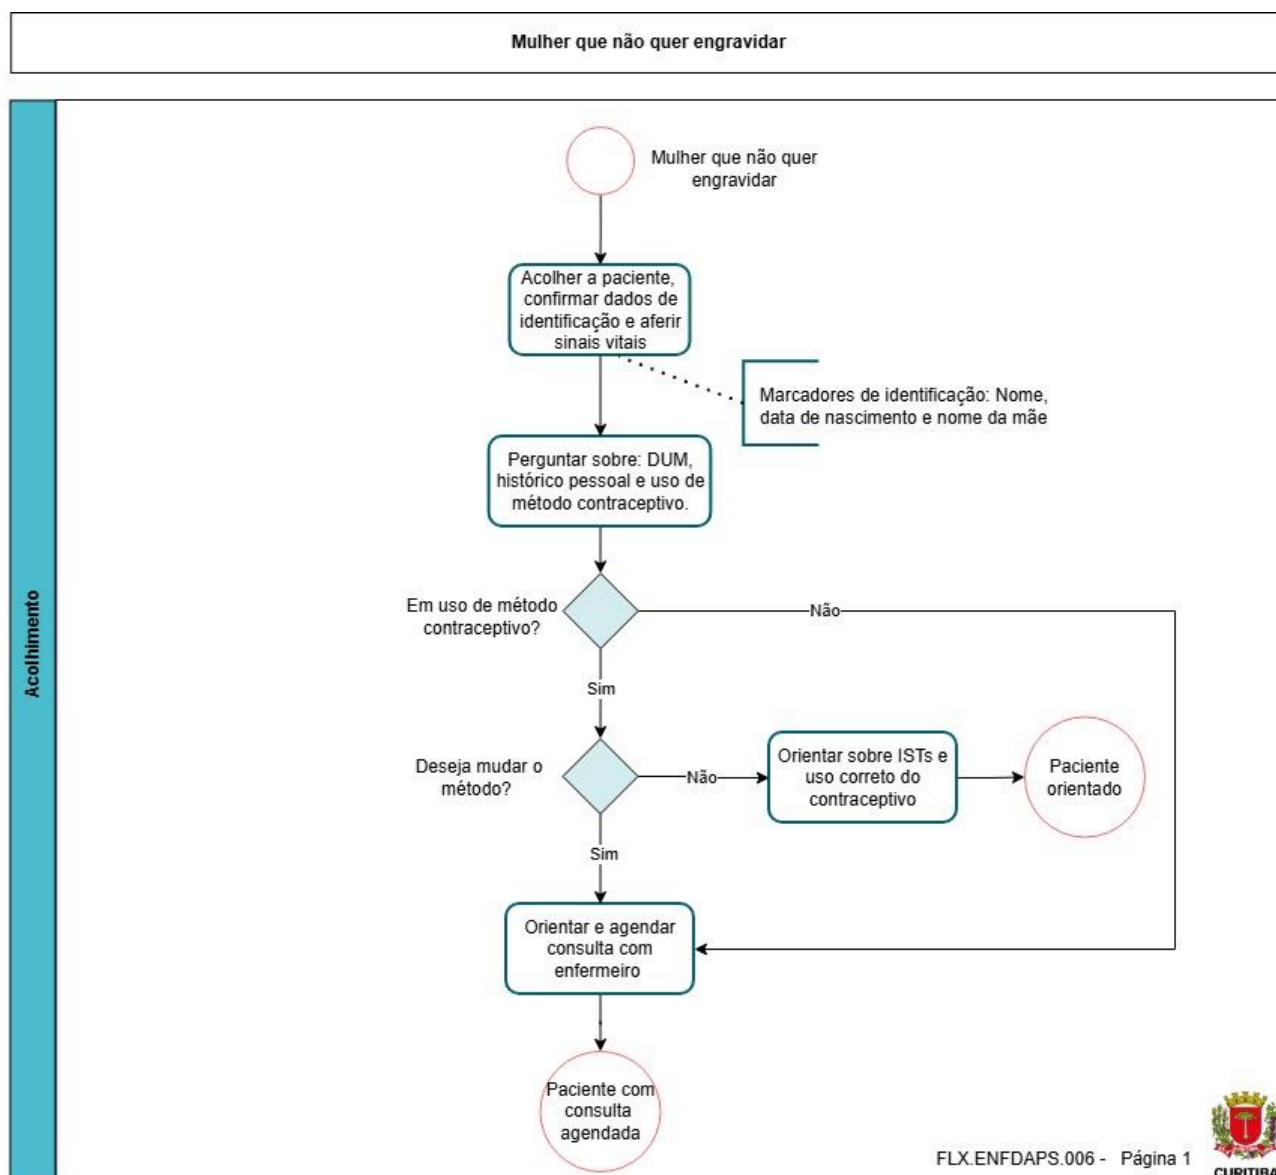 Mulher que não quer engravidar
Mulher que não quer
engravidar
Acolher a paciente,
confirmar dados de
identificação e aferir
sinais vitais
Marcadores de identificação: Nome,
data de nascimento e nome da mãe
Perguntar sobre: DUM,
histórico pessoal e uso de
método contraceptivo.
Em uso de método
contraceptivo?
Não
Sim
Acolhimento
Deseja mudar o
método?
Não
Orientar sobre ISTs e
uso correto do
contraceptivo
Paciente
orientado
Sim
Orientar e agendar
consulta com
enfermeiro
Paciente com
consulta
agendada
FLX.ENFDAPS.006 - Página 1
CURITIBA